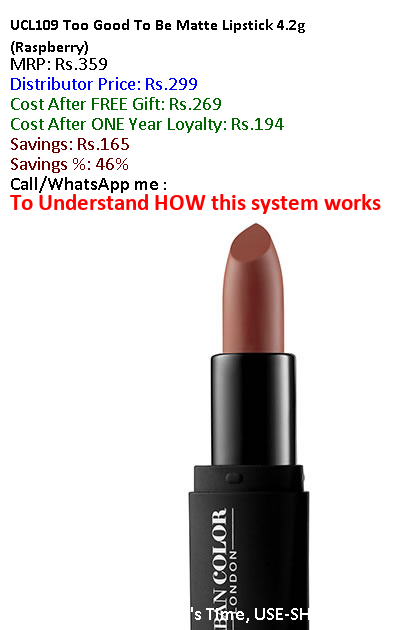 UCL109 Too Good To Be Matte Lipstick 4.2g
(Raspberry)
MRP: Rs.359
Distributor Price: Rs.299
Cost After FREE Gift: Rs.269
Cost After ONE Year Loyalty: Rs.194
Savings: Rs.165
Savings %: 46%
Call/WhatsApp me :
To Understand HOW this system works
BAN COLOR
LONDON
's Time, USE-SH